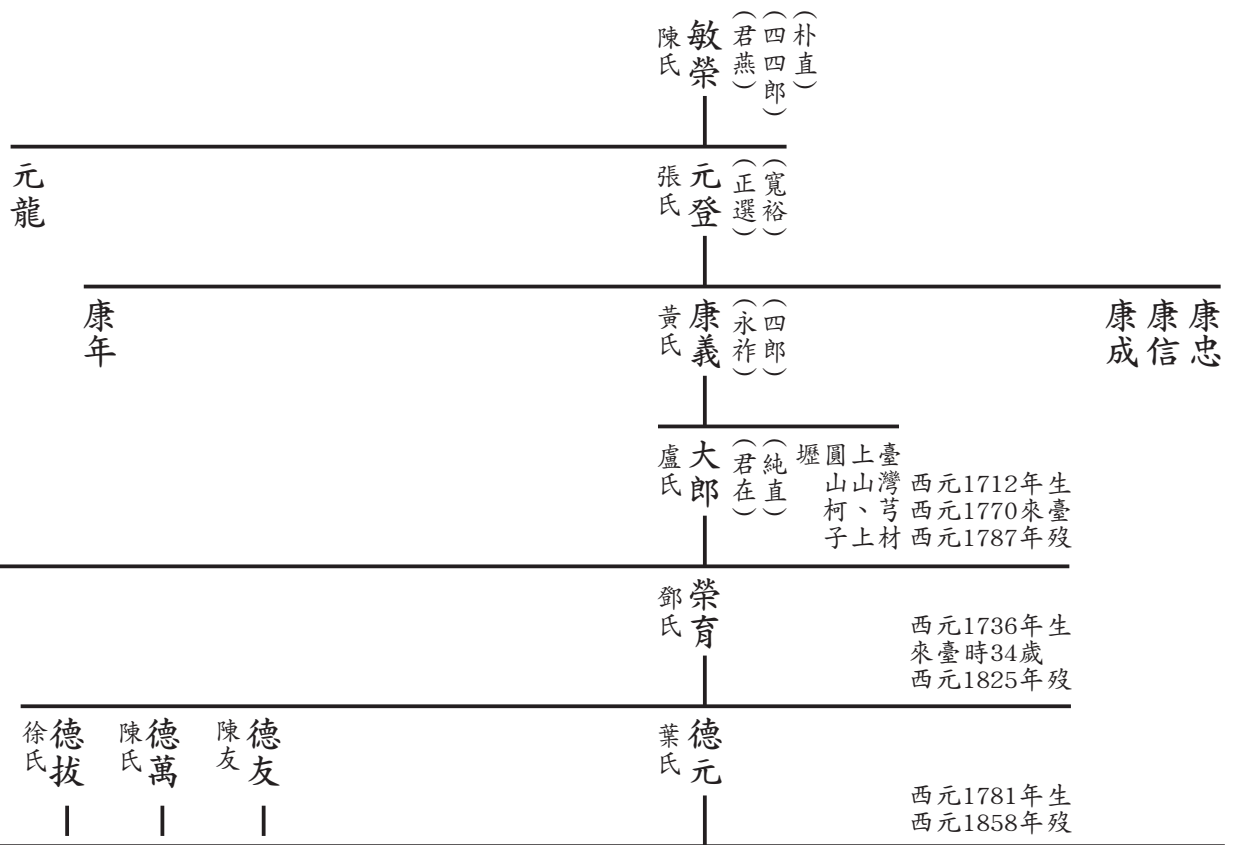 （朴直）
（四四郎）
（君燕）
敏榮
陳氏
（寬裕）
（正選）
元登
張氏
元龍
康忠
康信
康成
（四郎）
（永祚）
康義
黃氏
康年
西元1712年生
西元1770來臺
西元1787年歿
臺灣芎材
上山、上
圓山柯子
壢
（純直）
（君在）
大郎
盧氏
西元1736年生
來臺時34歲
西元1825年歿
榮育
鄧氏
西元1781年生
西元1858年歿
德元
葉氏
德友
陳友
德萬
陳氏
德拔
徐氏